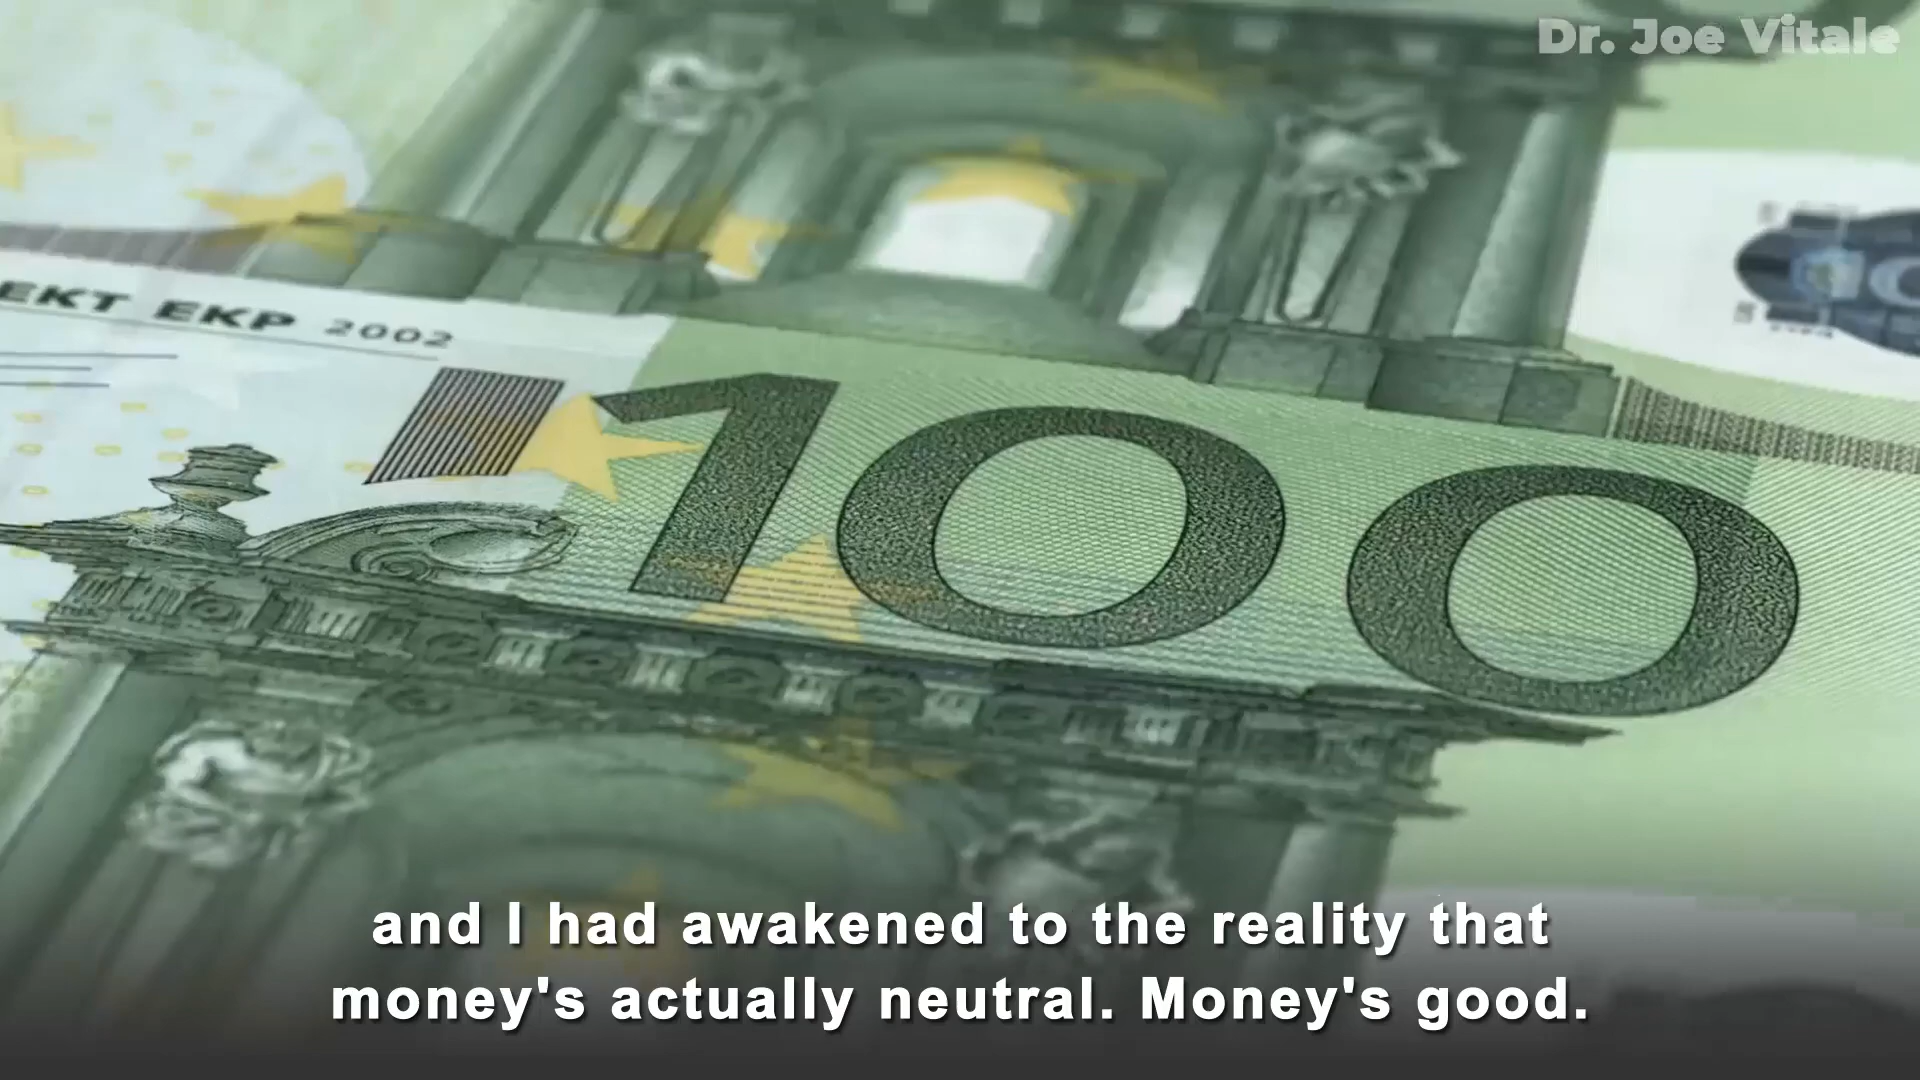 Dr. Joe Vitale
EKT EKP 2002
100
and I had awakened to the reality that
money's actually neutral. Money's good.